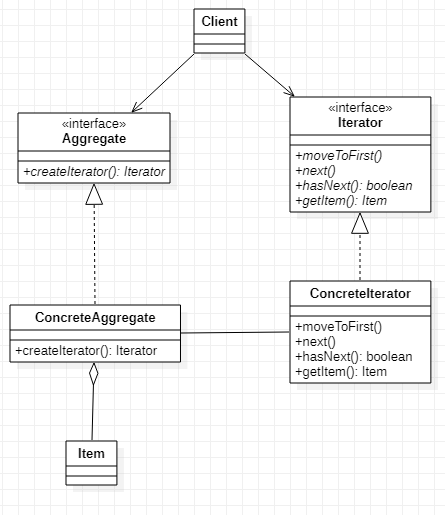 Client
«interface»
Aggregate
+createIterator(): Iterator
«interface»
Iterator
+moveToFirst()
+next()
+hasNext(): boolean
+getItem(): Item
ConcreteAggregate
+createIterator(): Iterator
ConcreteIterator
+moveToFirst()
+next()
+hasNext(): boolean
+getItem(): Item
Item